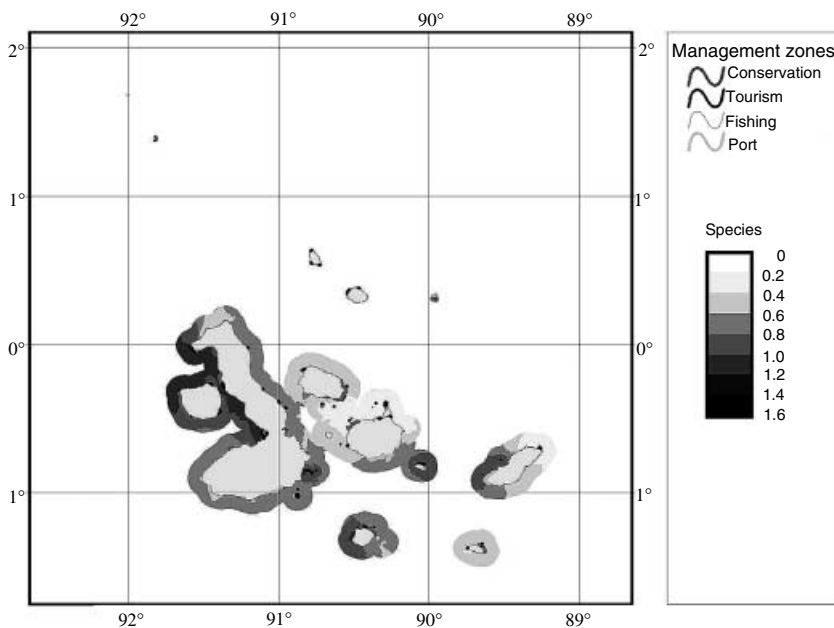 92° 91° 90° 89°
2° 2°
1° 1°
0° 0°
1° 1°
92° 91° 90° 89°
Management zones
Conservation
Tourism
Fishing
Port
Species
0
0.2
0.4
0.6
0.8
1.0
1.2
1.4
1.6